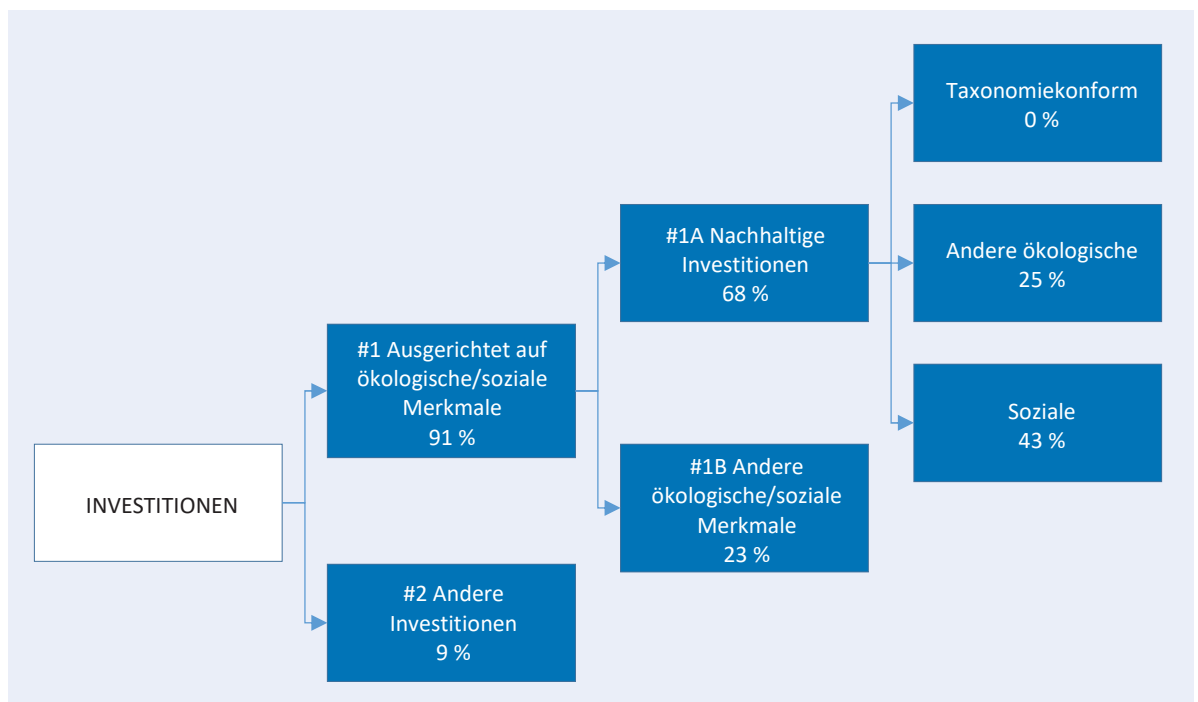 INVESTITIONEN
#1 Ausgerichtet auf
ökologische/soziale
Merkmale
91 %
#2 Andere
Investitionen
9 %
#1A Nachhaltige
Investitionen
68 %
#1B Andere
ökologische/soziale
Merkmale
23 %
Taxonomiekonform
0 %
Andere ökologische
25 %
Soziale
43 %